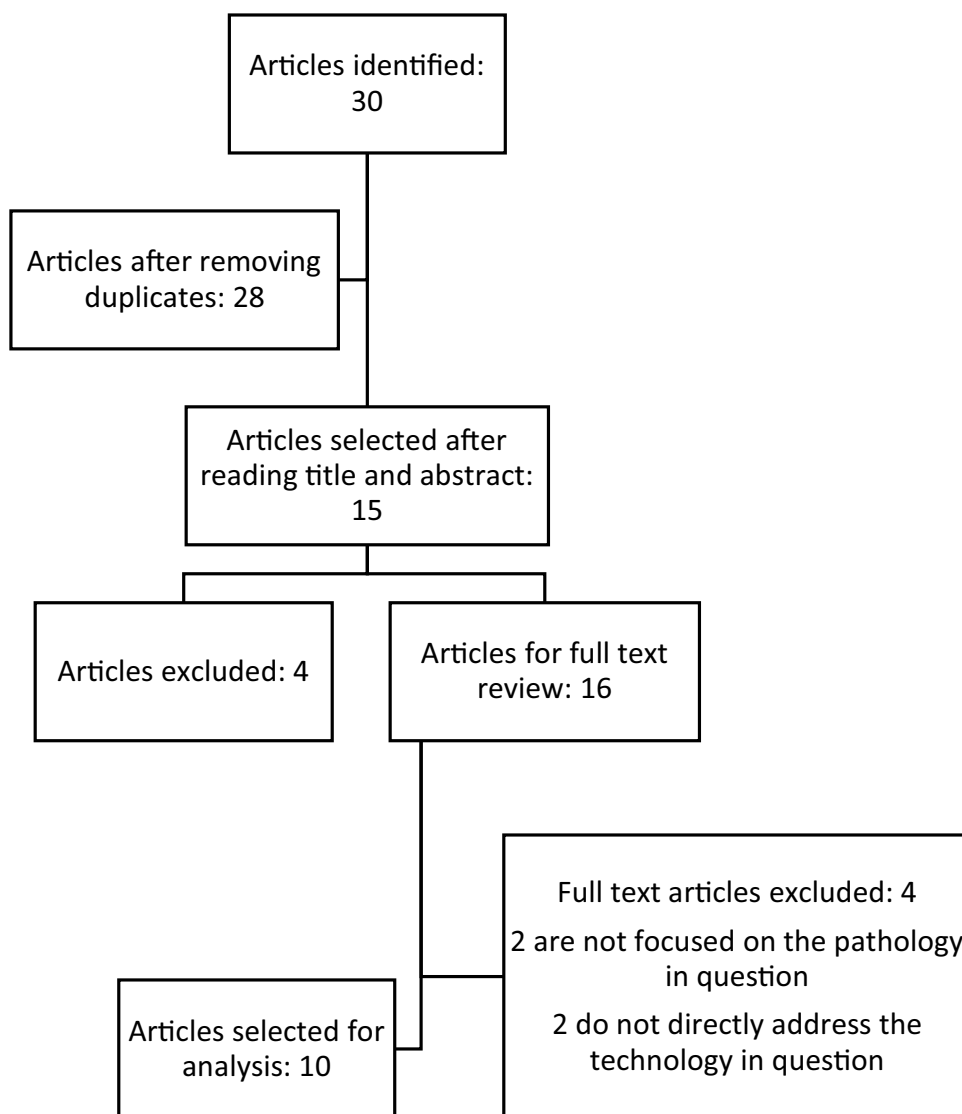 Articles identified:
30
Articles after removing
duplicates: 28
Articles selected after
reading title and abstract:
15
Articles excluded: 4
Articles for full text
review: 16
Full text articles excluded: 4
2 are not focused on the pathology
in question
2 do not directly address the
technology in question
Articles selected for
analysis: 10